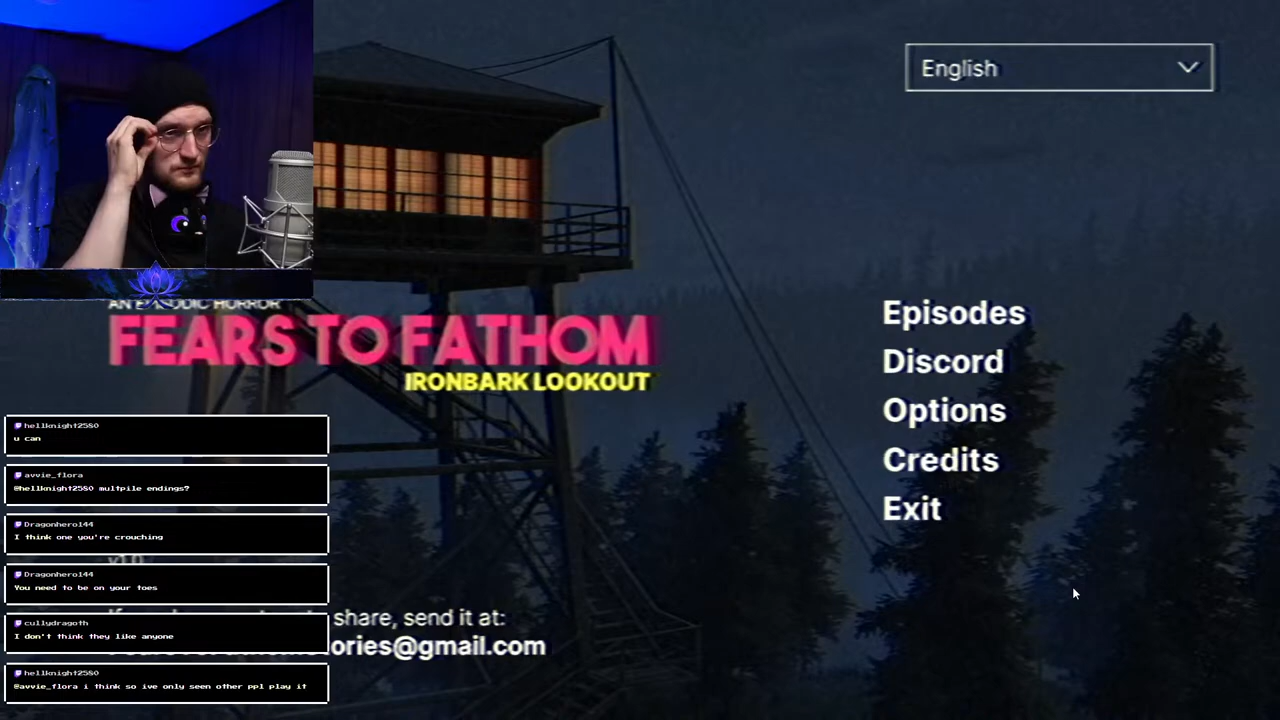 English
AN EPISODIC HORROR
FEARS TO FATHOM
IRONBARK LOOKOUT
Episodes
Discord
Options
Credits
Exit
hellknight2580
u can
avvie_flora
@hellknight2580 multpile endings?
Dragonhero144
I think one you're crouching
v1.0
Dragonhero144
You need to be on your toes
share, send it at:
cullydragoth
I don't think they like anyone
ories@gmail.com
hellknight2580
@avvie_flora i think so ive only seen other ppl play it